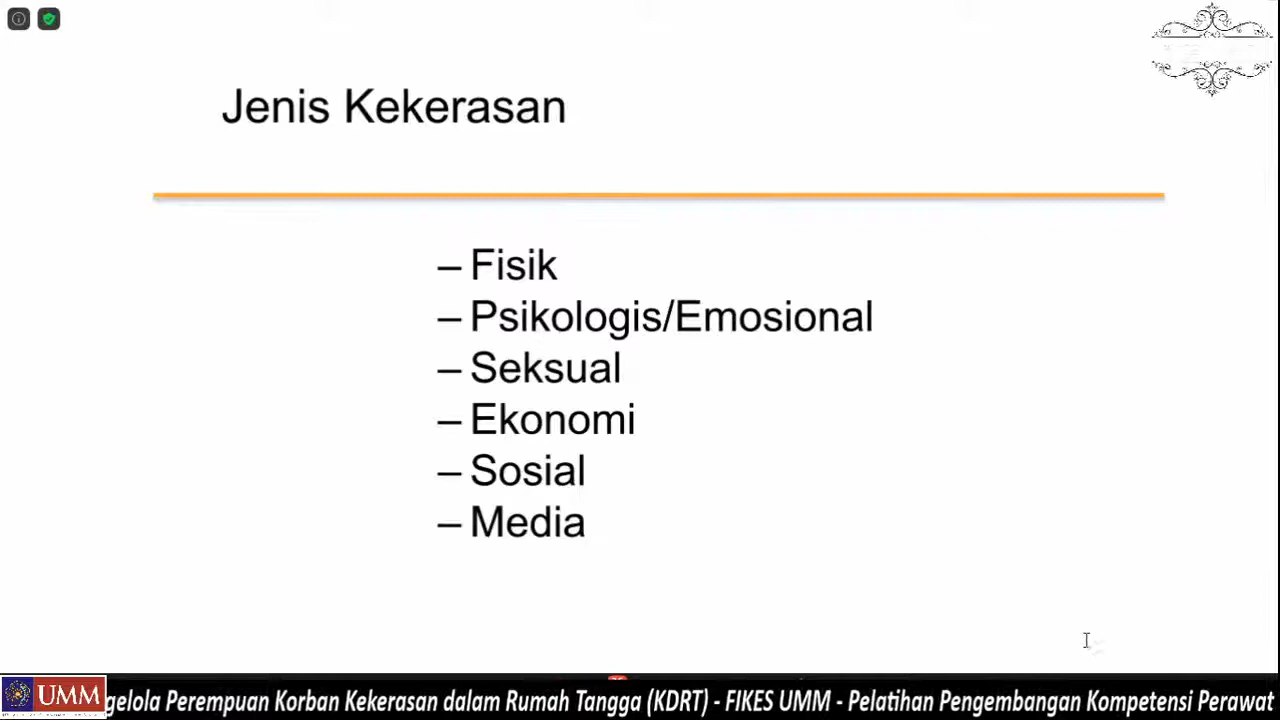 Jenis Kekerasan
– Fisik
– Psikologis/Emosional
– Seksual
– Ekonomi
– Sosial
– Media
UMM
gelola Perempuan Korban Kekerasan dalam Rumah Tangga (KDRT) - FIKES UMM - Pelatihan Pengembangan Kompetensi Perawat